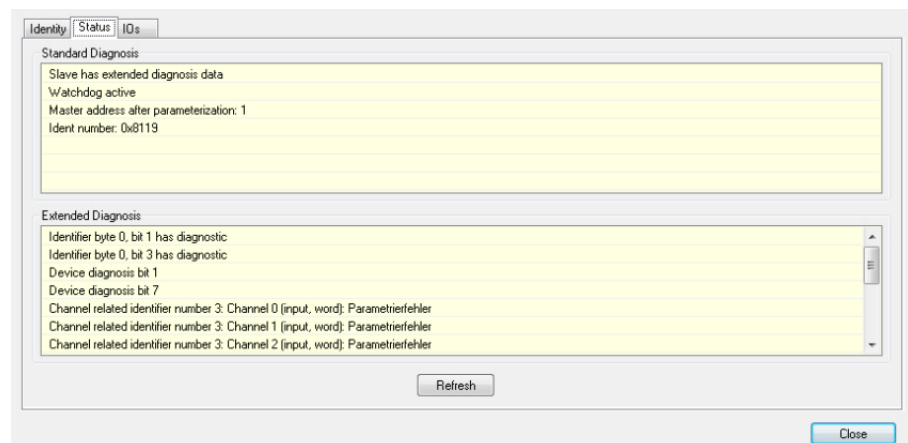 Identity Status IOs
Standard Diagnosis
Slave has extended diagnosis data
Watchdog active
Master address after parameterization: 1
Ident number: 0x8119
Extended Diagnosis
Identifier byte 0, bit 1 has diagnostic
Identifier byte 0, bit 3 has diagnostic
Device diagnosis bit 1
Device diagnosis bit 7
Channel related identifier number 3: Channel 0 (input, word): Parametrierfehler
Channel related identifier number 3: Channel 1 (input, word): Parametrierfehler
Channel related identifier number 3: Channel 2 (input, word): Parametrierfehler
Refresh
Close